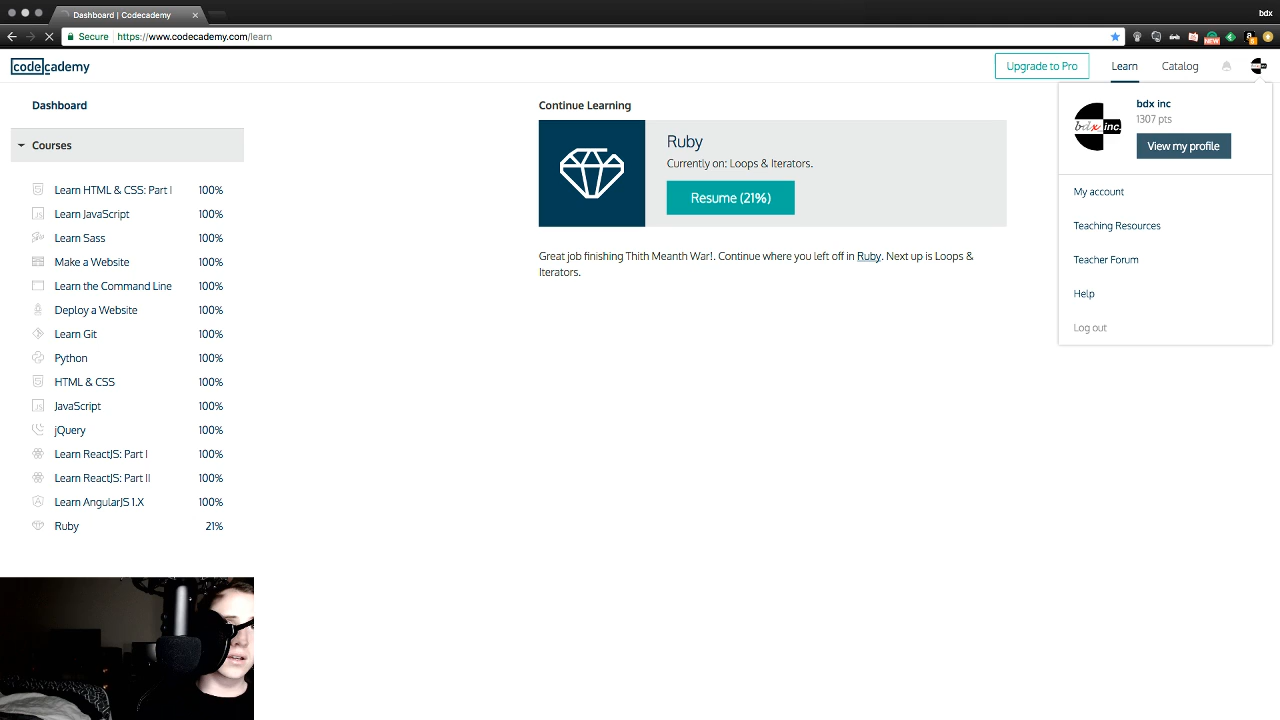 Dashboard | Codecademy
bdx
Secure https://www.codecademy.com/learn
NEW
codecademy
Upgrade to Pro
Learn
Catalog
Dashboard
Courses
Learn HTML & CSS: Part I 100%
Learn JavaScript 100%
Learn Sass 100%
Make a Website 100%
Learn the Command Line 100%
Deploy a Website 100%
Learn Git 100%
Python 100%
HTML & CSS 100%
JavaScript 100%
jQuery 100%
Learn ReactJS: Part I 100%
Learn ReactJS: Part II 100%
Learn AngularJS 1.X 100%
Ruby 21%
Continue Learning
Ruby
Currently on: Loops & Iterators.
Resume (21%)
Great job finishing Thith Meanth War!. Continue where you left off in Ruby. Next up is Loops &
Iterators.
bdx inc.
bdx inc
1307 pts
View my profile
My account
Teaching Resources
Teacher Forum
Help
Log out